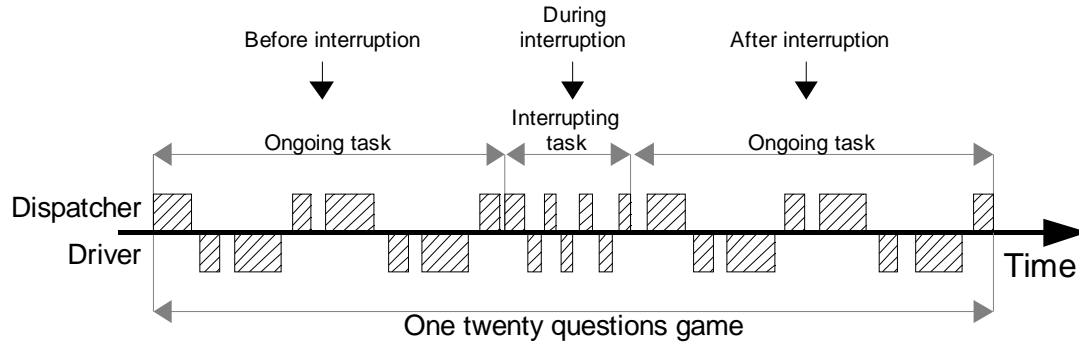 Before interruption
During
interruption
After interruption
Ongoing task
Interrupting
task
Ongoing task
Dispatcher
Driver
Time
One twenty questions game